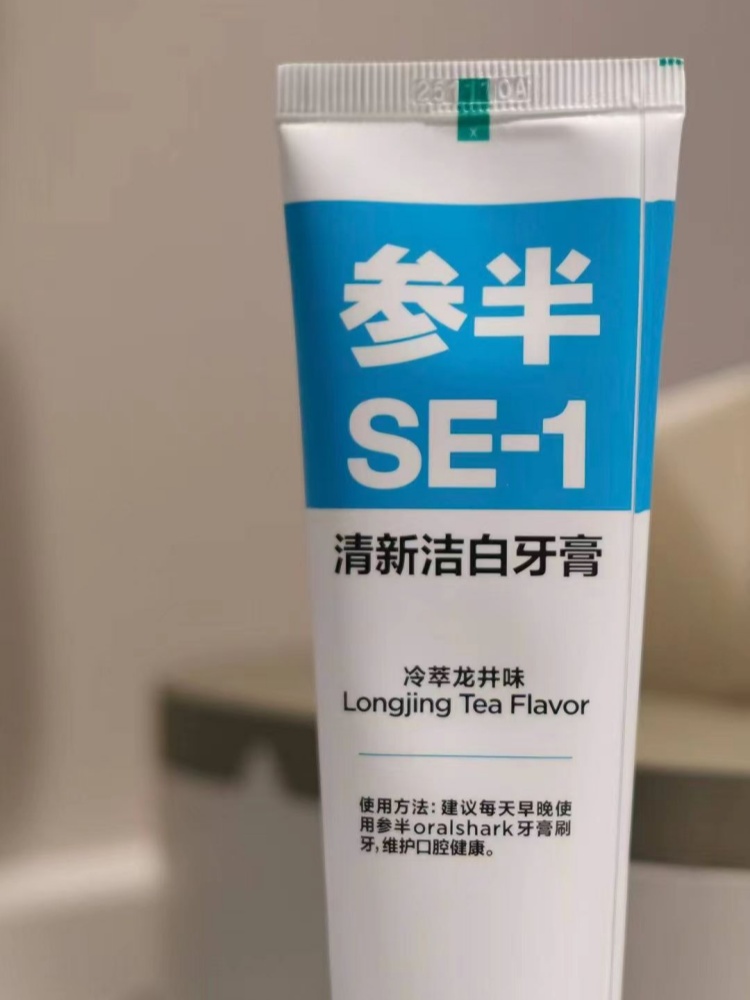 参半
SE-1
清新洁白牙膏
冷萃龙井味
Longjing Tea Flavor
使用方法：建议每天早晚使
用参半oralshark牙膏刷
牙，维护口腔健康。